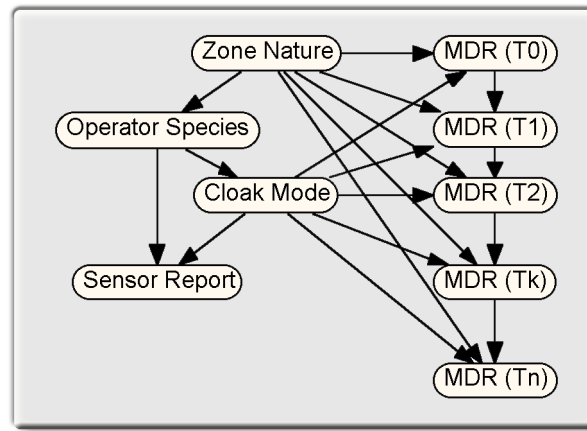 Zone Nature
MDR (T0)
Operator Species
MDR (T1)
Cloak Mode
MDR (T2)
Sensor Report
MDR (Tk)
MDR (Tn)